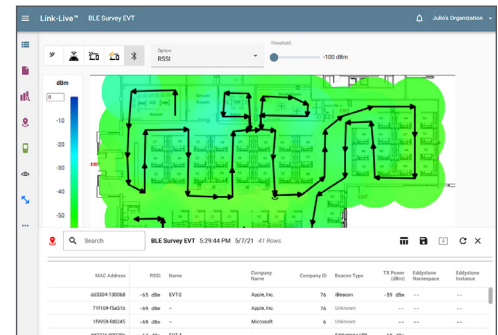 Link-Live™ BLE Survey EVT Julio's Organization
Option
RSSI
Threshold
-100 dBm
dBm
0
-10
-20
-30
-40
-50
Search BLE Survey EVT 5:29:44 PM 5/7/21 41 Rows
MAC Address RSSI Name Company Name Company ID Beacon Type TX Power (dBm) Eddystone Namespace Eddystone Instance
-65 dBm EVT-2 Apple, Inc. 76 iBeacon -59 dBm -- --
-69 dBm -- Apple, Inc. 76 Unknown -- --
-69 dBm -- Microsoft 6 Unknown -- --